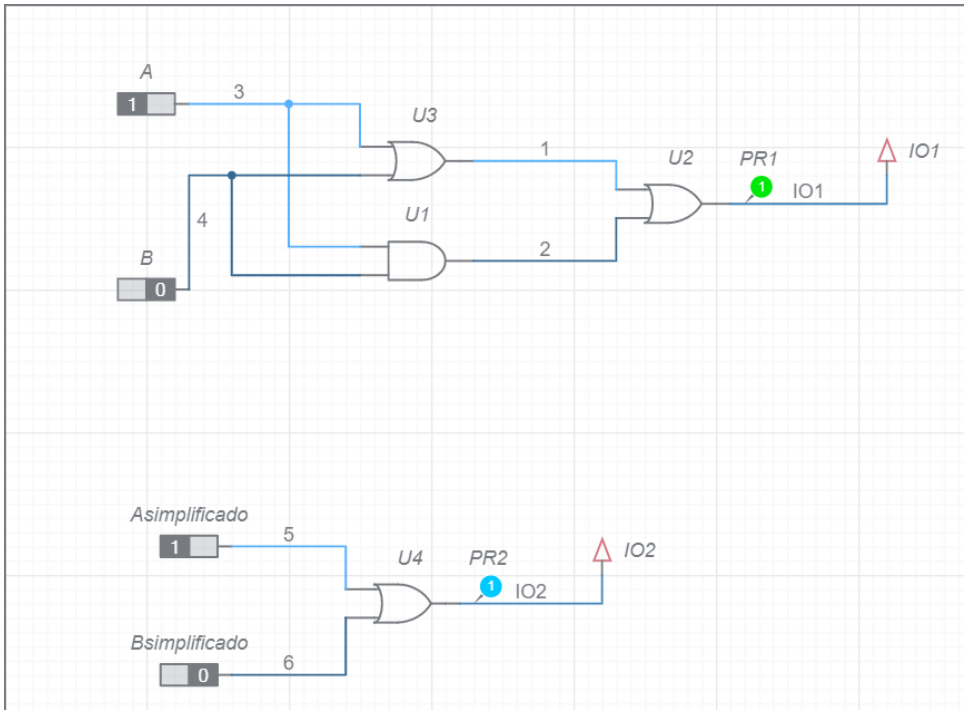 A
1
3
U3
1
U2
PR1
1
IO1
IO1
4
U1
2
B
0
Asimplificado
1
5
U4
PR2
1
IO2
IO2
Bsimplificado
0
6